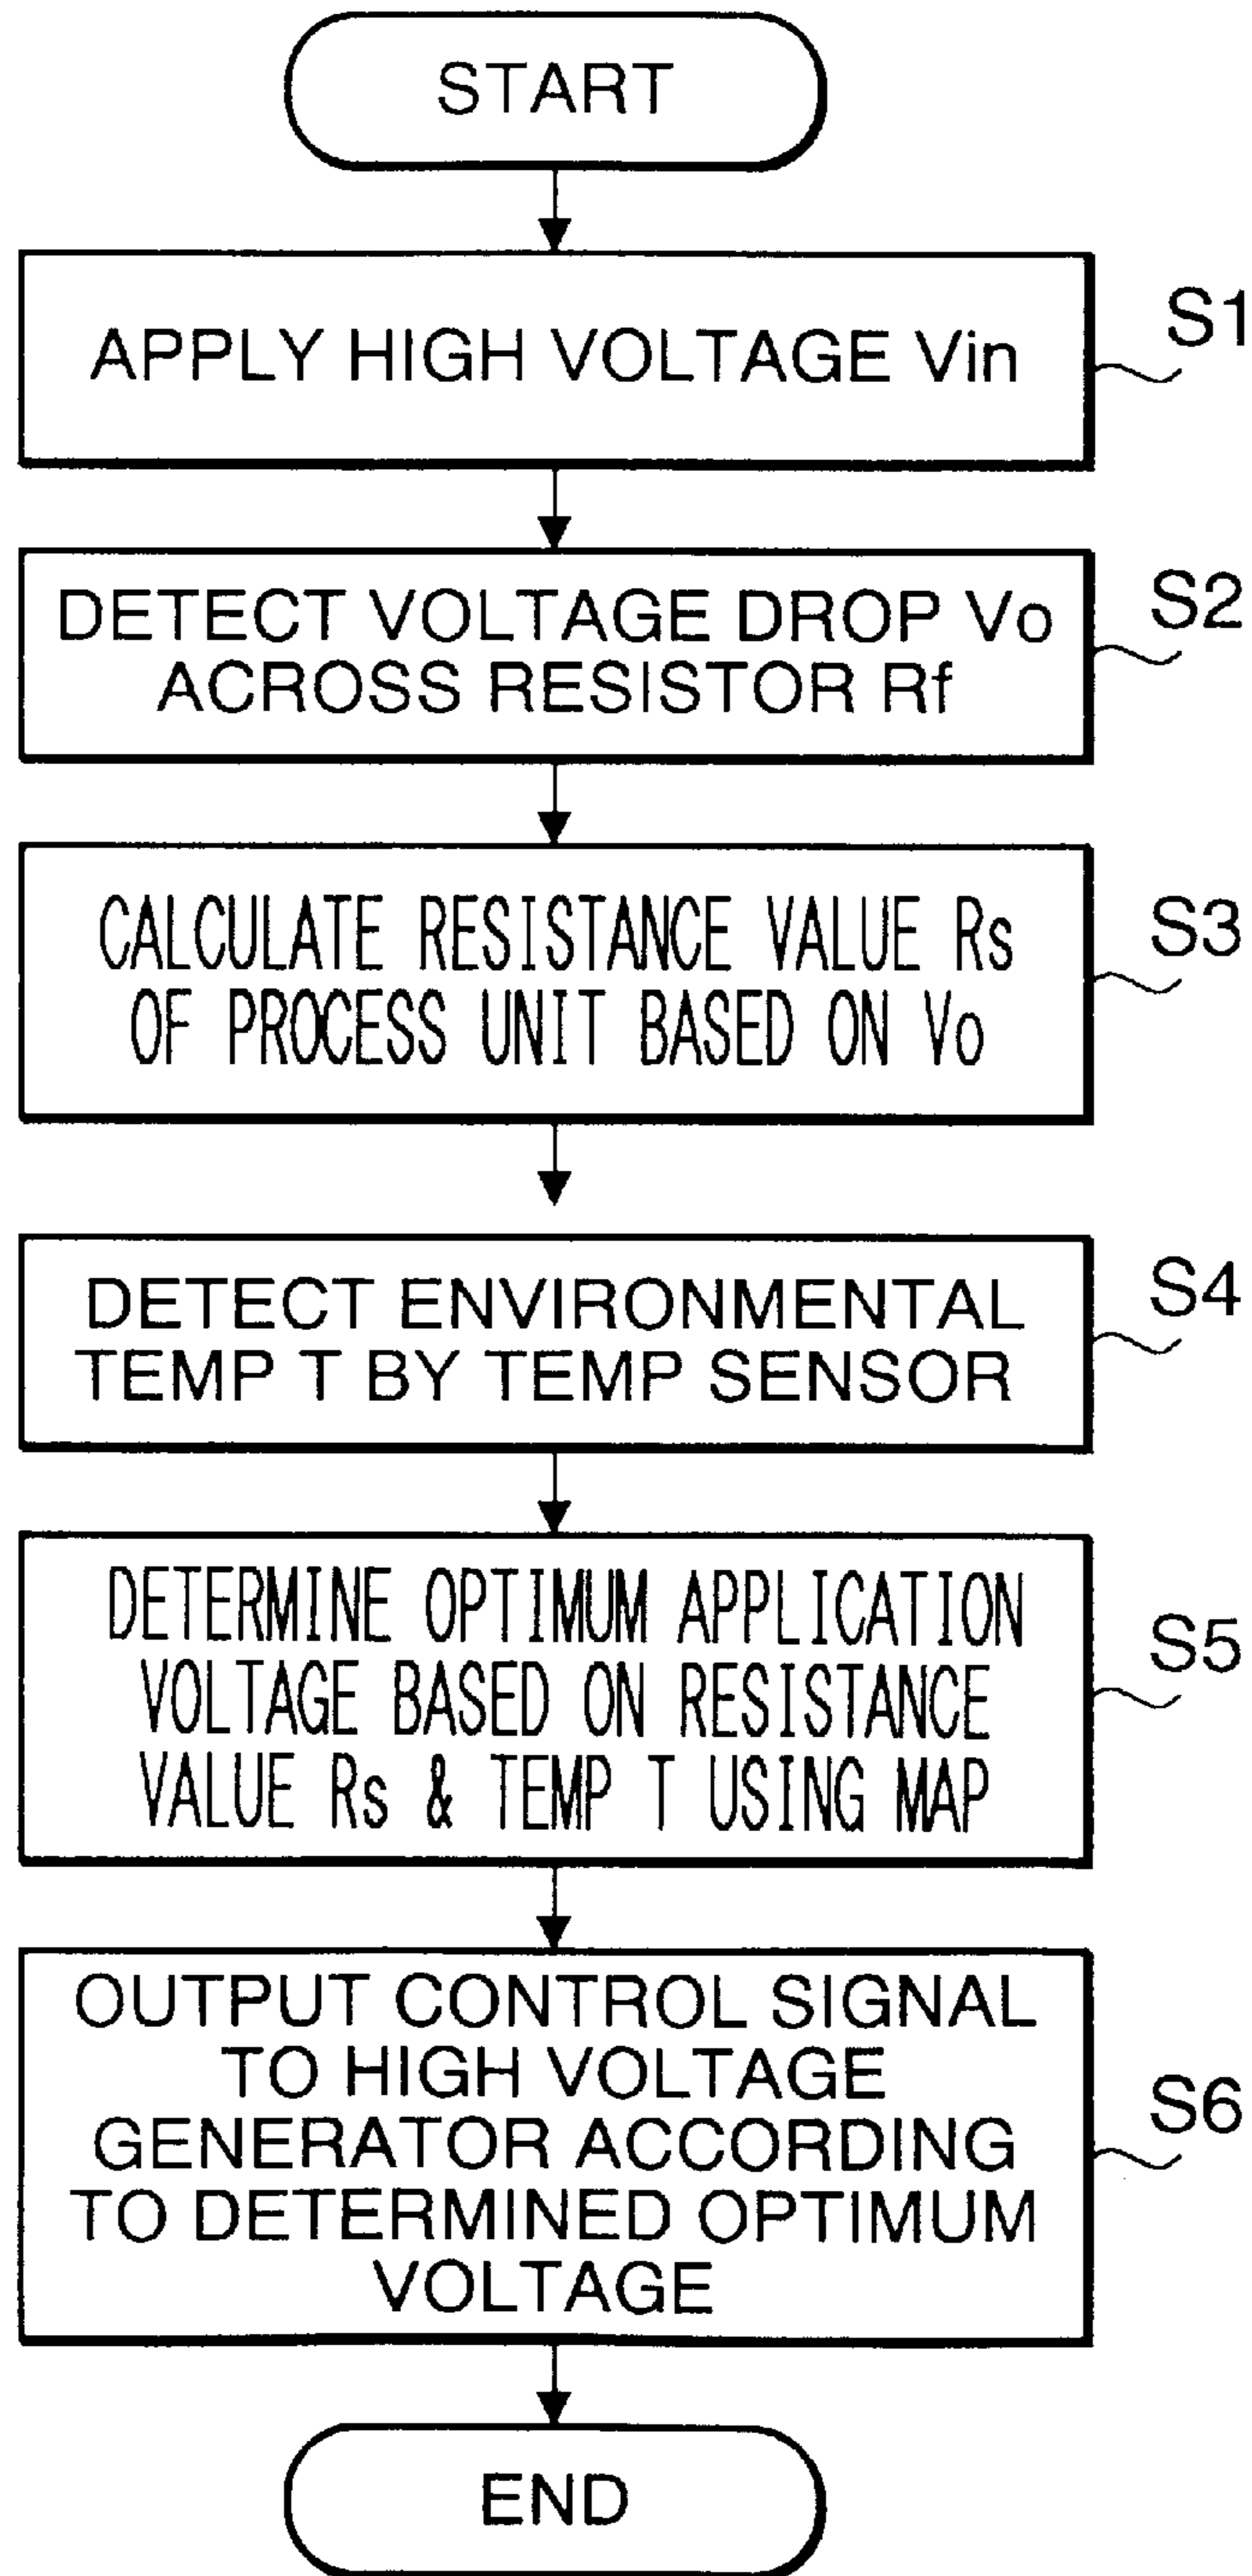 START
APPLY HIGH VOLTAGE Vin
S1
DETECT VOLTAGE DROP Vo
ACROSS RESISTOR Rf
S2
CALCULATE RESISTANCE VALUE Rs
OF PROCESS UNIT BASED ON Vo
S3
DETECT ENVIRONMENTAL
TEMP T BY TEMP SENSOR
S4
DETERMINE OPTIMUM APPLICATION
VOLTAGE BASED ON RESISTANCE
VALUE Rs & TEMP T USING MAP
S5
OUTPUT CONTROL SIGNAL
TO HIGH VOLTAGE
GENERATOR ACCORDING
TO DETERMINED OPTIMUM
VOLTAGE
S6
END